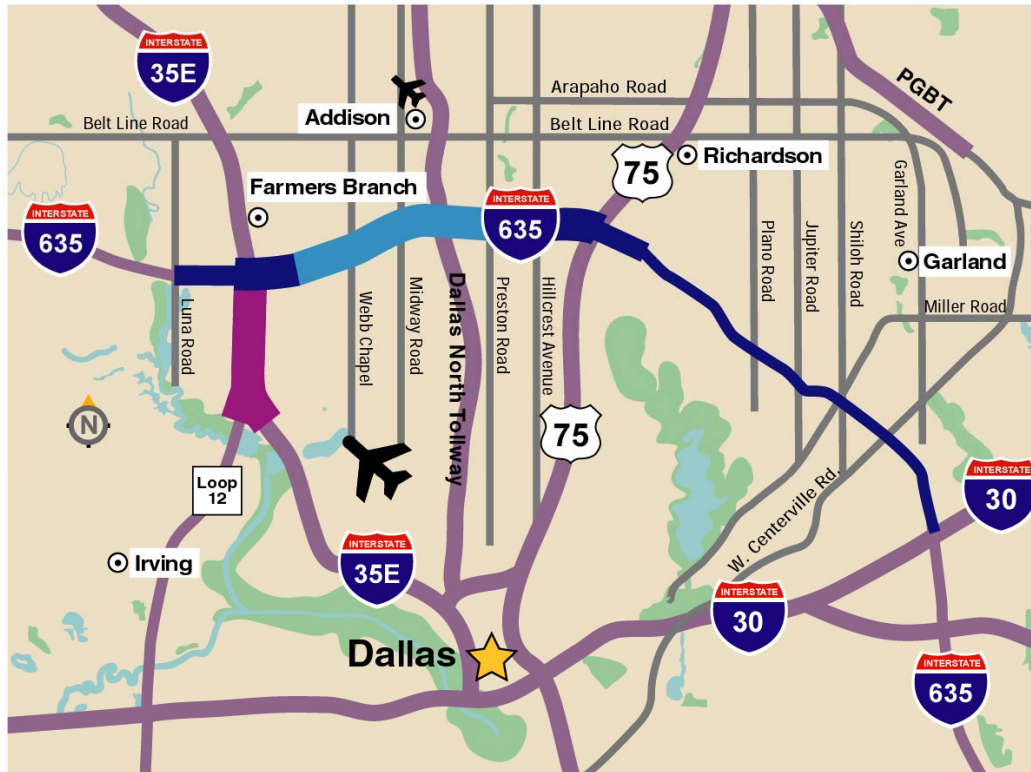 INTERSTATE
35E
Arapaho Road
PGBT
Addison
Belt Line Road
Belt Line Road
Richardson
75
Farmers Branch
INTERSTATE
635
INTERSTATE
635
Garland Ave
Garland
Plano Road
Jupiter Road
Shiloh Road
Miller Road
Luna Road
Webb Chapel
Midway Road
Dallas North Tollway
Preston Road
Hillcrest Avenue
N
75
Loop
12
W. Centerville Rd.
INTERSTATE
30
Irving
INTERSTATE
35E
INTERSTATE
30
Dallas
INTERSTATE
635